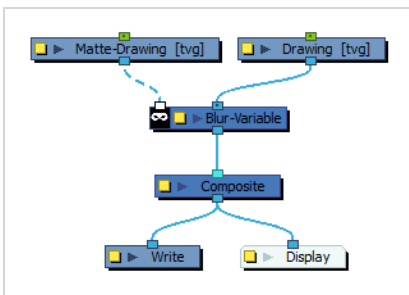 Matte-Drawing [tvg]
Drawing [tvg]
Blur-Variable
Composite
Write
Display